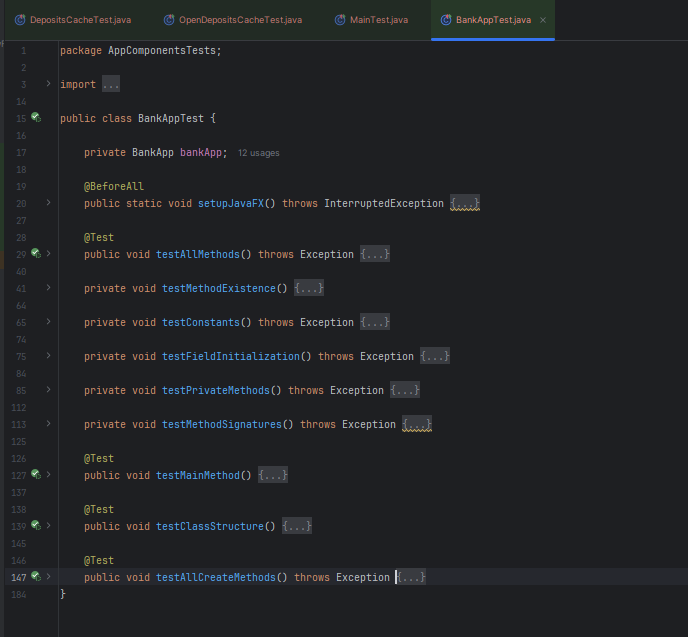 DepositsCacheTest.java OpenDepositsCacheTest.java MainTest.java BankAppTest.java ×
1 package AppComponentsTests;
2
3 import ...
14
15 public class BankAppTest {
16
17 private BankApp bankApp; 12 usages
18
19 @BeforeAll
20 public static void setupJavaFX() throws InterruptedException {...}
27
28 @Test
29 public void testAllMethods() throws Exception {...}
40
41 private void testMethodExistence() {...}
64
65 private void testConstants() throws Exception {...}
74
75 private void testFieldInitialization() throws Exception {...}
84
85 private void testPrivateMethods() throws Exception {...}
112
113 private void testMethodSignatures() throws Exception {...}
125
126 @Test
127 public void testMainMethod() {...}
137
138 @Test
139 public void testClassStructure() {...}
145
146 @Test
147 public void testAllCreateMethods() throws Exception {...}
184 }